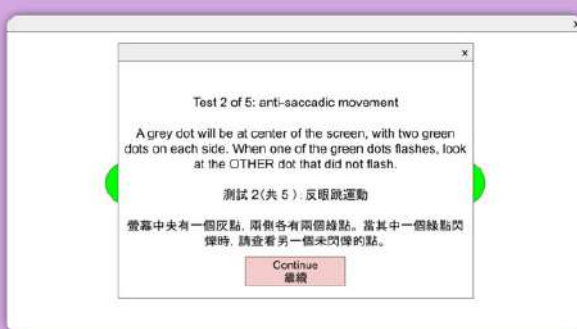 x
x
Test 2 of 5: anti-saccadic movement
A grey dot will be at center of the screen, with two green
dots on each side. When one of the green dots flashes, look
at the OTHER dot that did not flash.
測試 2(共 5 ): 反眼跳運動
螢幕中央有一個灰點, 兩側各有兩個綠點。當其中一個綠點閃
爍時, 請查看另一個未閃爍的點。
Continue
繼續